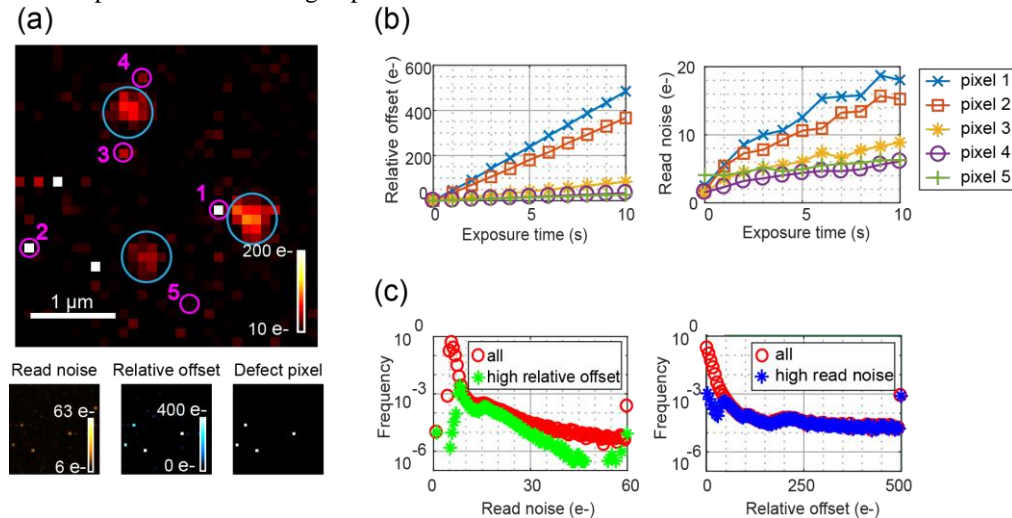 (a)
4
3
1
2
5
200 e-
10 e-
1 µm
Read noise
Relative offset
Defect pixel
63 e-
6 e-
400 e-
0 e-
(b)
Relative offset (e-)
600
400
200
0
0
5
10
Exposure time (s)
Read noise (e-)
20
10
0
0
5
10
Exposure time (s)
pixel 1
pixel 2
pixel 3
pixel 4
pixel 5
(c)
Frequency
10 0
10 -3
10 -6
all
high relative offset
0
30
60
Read noise (e-)
Frequency
10 0
10 -3
10 -6
all
high read noise
0
250
500
Relative offset (e-)